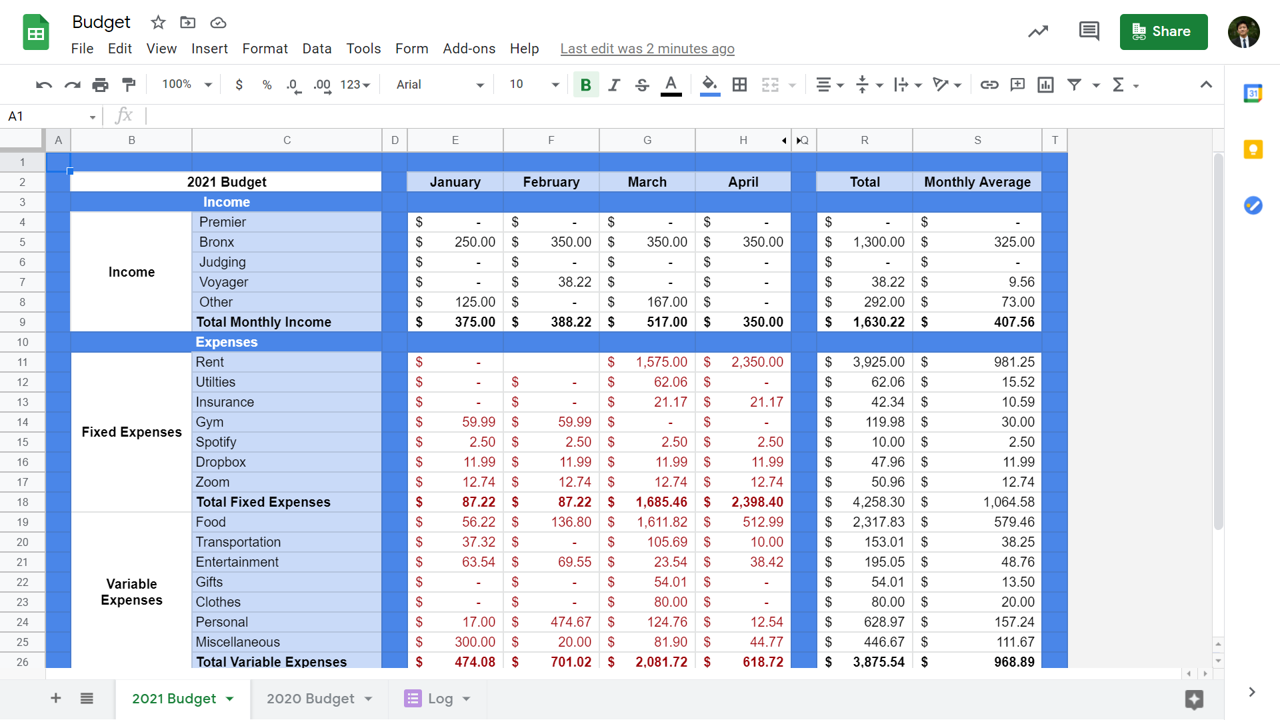 Budget
File Edit View Insert Format Data Tools Form Add-ons Help Last edit was 2 minutes ago
Share
100% $ % .0 .00 123 Arial 10 B I S A
31
A1 fx
A B C D E F G H Q R S T
1
2 2021 Budget January February March April Total Monthly Average
3 Income
4 Premier $ - $ - $ - $ - $ - $ -
5 Bronx $ 250.00 $ 350.00 $ 350.00 $ 350.00 $ 1,300.00 $ 325.00
6 Judging $ - $ - $ - $ - $ - $ -
Income
7 Voyager $ - $ 38.22 $ - $ - $ 38.22 $ 9.56
8 Other $ 125.00 $ - $ 167.00 $ - $ 292.00 $ 73.00
9 Total Monthly Income $ 375.00 $ 388.22 $ 517.00 $ 350.00 $ 1,630.22 $ 407.56
10 Expenses
11 Rent $ - $ 1,575.00 $ 2,350.00 $ 3,925.00 $ 981.25
12 Utilties $ - $ - $ 62.06 $ - $ 62.06 $ 15.52
13 Insurance $ - $ - $ 21.17 $ 21.17 $ 42.34 $ 10.59
14 Gym $ 59.99 $ 59.99 $ - $ - $ 119.98 $ 30.00
Fixed Expenses
15 Spotify $ 2.50 $ 2.50 $ 2.50 $ 2.50 $ 10.00 $ 2.50
16 Dropbox $ 11.99 $ 11.99 $ 11.99 $ 11.99 $ 47.96 $ 11.99
17 Zoom $ 12.74 $ 12.74 $ 12.74 $ 12.74 $ 50.96 $ 12.74
18 Total Fixed Expenses $ 87.22 $ 87.22 $ 1,685.46 $ 2,398.40 $ 4,258.30 $ 1,064.58
19 Food $ 56.22 $ 136.80 $ 1,611.82 $ 512.99 $ 2,317.83 $ 579.46
20 Transportation $ 37.32 $ - $ 105.69 $ 10.00 $ 153.01 $ 38.25
21 Entertainment $ 63.54 $ 69.55 $ 23.54 $ 38.42 $ 195.05 $ 48.76
22 Variable Gifts $ - $ - $ 54.01 $ - $ 54.01 $ 13.50
23 Expenses Clothes $ - $ - $ 80.00 $ - $ 80.00 $ 20.00
24 Personal $ 17.00 $ 474.67 $ 124.76 $ 12.54 $ 628.97 $ 157.24
25 Miscellaneous $ 300.00 $ 20.00 $ 81.90 $ 44.77 $ 446.67 $ 111.67
26 Total Variable Expenses $ 474.08 $ 701.02 $ 2,081.72 $ 618.72 $ 3,875.54 $ 968.89
2021 Budget 2020 Budget Log